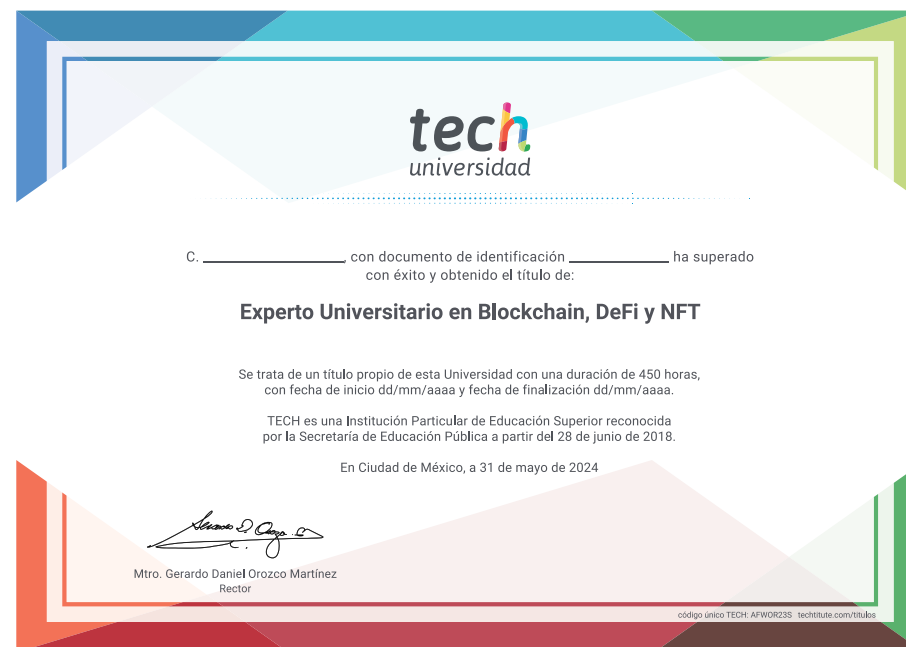 tech
universidad
C. ____________, con documento de identificación ____________ ha superado
con éxito y obtenido el título de:
Experto Universitario en Blockchain, DeFi y NFT
Se trata de un título propio de esta Universidad con una duración de 450 horas,
con fecha de inicio dd/mm/aaaa y fecha de finalización dd/mm/aaaa.
TECH es una Institución Particular de Educación Superior reconocida
por la Secretaría de Educación Pública a partir del 28 de junio de 2018.
En Ciudad de México, a 31 de mayo de 2024
Mtro. Gerardo Daniel Orozco Martínez
Rector
código único TECH: AFWOR23S techtitute.com/titulos